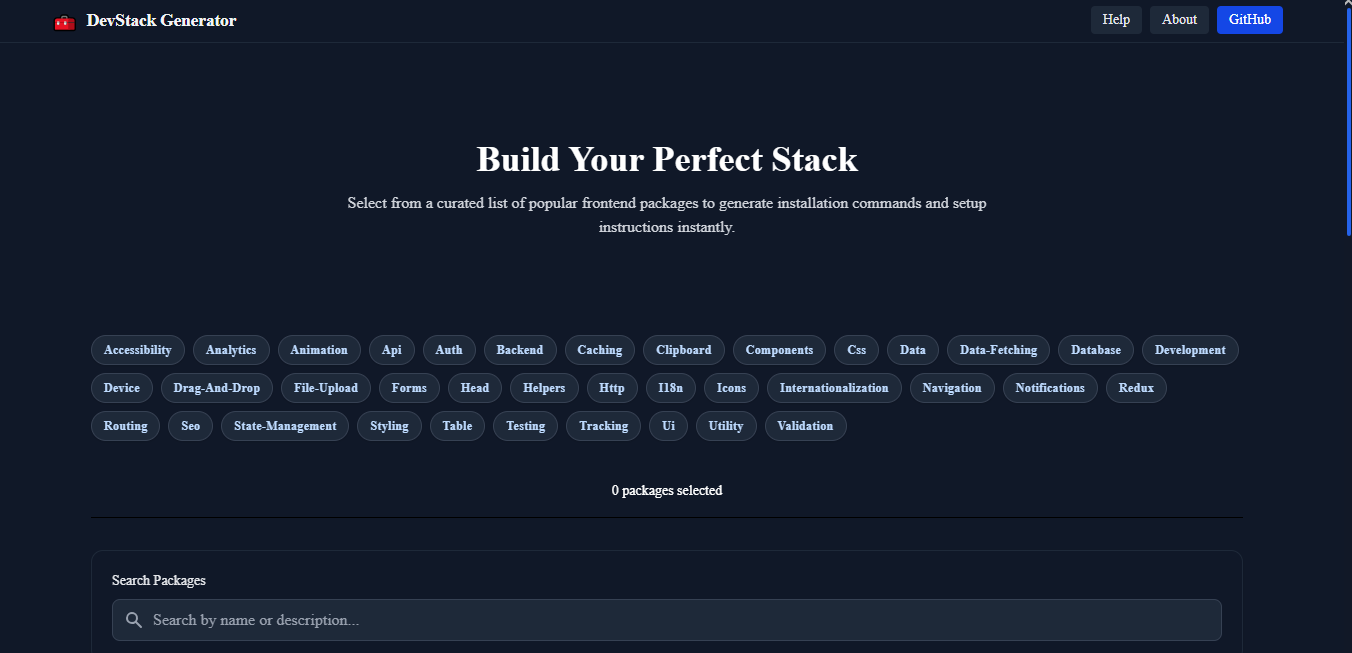 DevStack Generator
Help About GitHub
Build Your Perfect Stack
Select from a curated list of popular frontend packages to generate installation commands and setup
instructions instantly.
Accessibility Analytics Animation Api Auth Backend Caching Clipboard Components Css Data Data-Fetching Database Development
Device Drag-And-Drop File-Upload Forms Head Helpers Http I18n Icons Internationalization Navigation Notifications Redux
Routing Seo State-Management Styling Table Testing Tracking Ui Utility Validation
0 packages selected
Search Packages
Search by name or description...